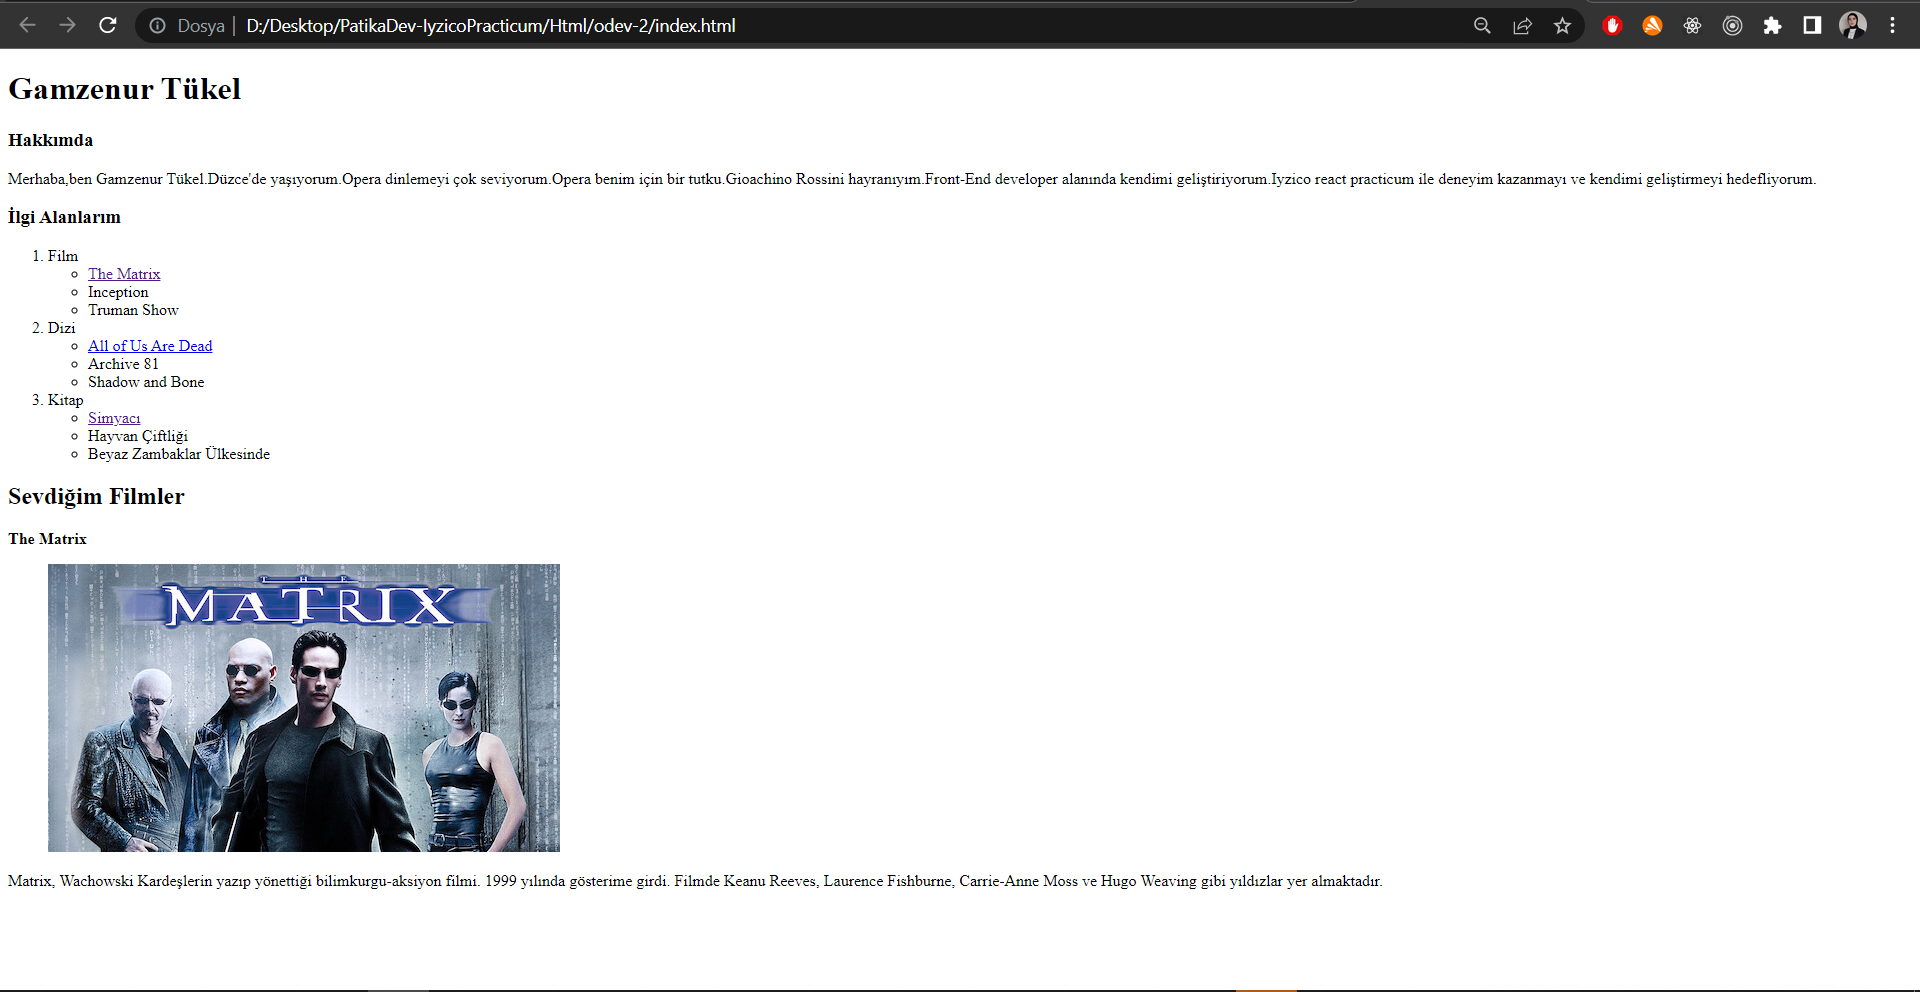 Dosya | D:/Desktop/PatikaDev-IyzicoPracticum/Html/odev-2/index.html
Gamzenur Tükel
Hakkımda
Merhaba,ben Gamzenur Tükel.Düzce'de yaşıyorum.Opera dinlemeyi çok seviyorum.Opera benim için bir tutku.Gioachino Rossini hayranıyım.Front-End developer alanında kendimi geliştiriyorum.Iyzico react practicum ile deneyim kazanmayı ve kendimi geliştirmeyi hedefliyorum.
İlgi Alanlarım
1. Film
The Matrix
Inception
Truman Show
2. Dizi
All of Us Are Dead
Archive 81
Shadow and Bone
3. Kitap
Simyacı
Hayvan Çiftliği
Beyaz Zambaklar Ülkesinde
Sevdiğim Filmler
The Matrix
THE
MATRIX
Matrix, Wachowski Kardeşlerin yazıp yönettiği bilimkurgu-aksiyon filmi. 1999 yılında gösterime girdi. Filmde Keanu Reeves, Laurence Fishburne, Carrie-Anne Moss ve Hugo Weaving gibi yıldızlar yer almaktadır.